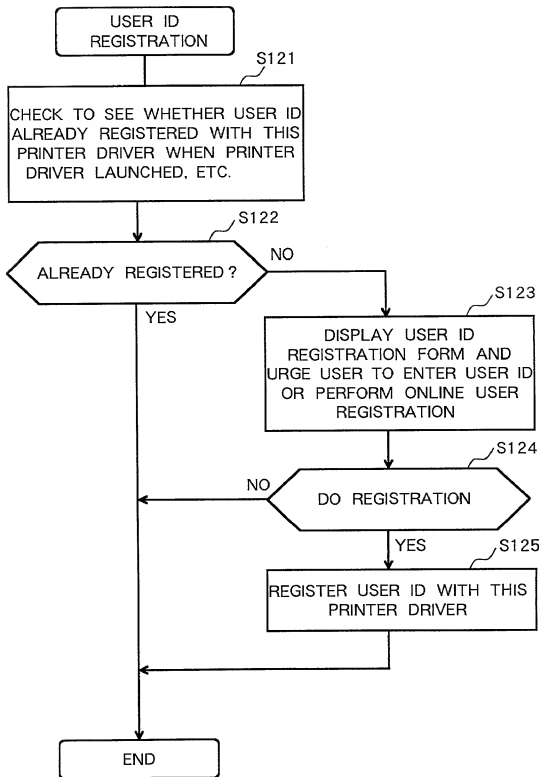 USER ID
REGISTRATION
S121
CHECK TO SEE WHETHER USER ID
ALREADY REGISTERED WITH THIS
PRINTER DRIVER WHEN PRINTER
DRIVER LAUNCHED, ETC.
S122
ALREADY REGISTERED?
NO
YES
S123
DISPLAY USER ID
REGISTRATION FORM AND
URGE USER TO ENTER USER ID
OR PERFORM ONLINE USER
REGISTRATION
S124
NO
DO REGISTRATION
YES
S125
REGISTER USER ID WITH THIS
PRINTER DRIVER
END